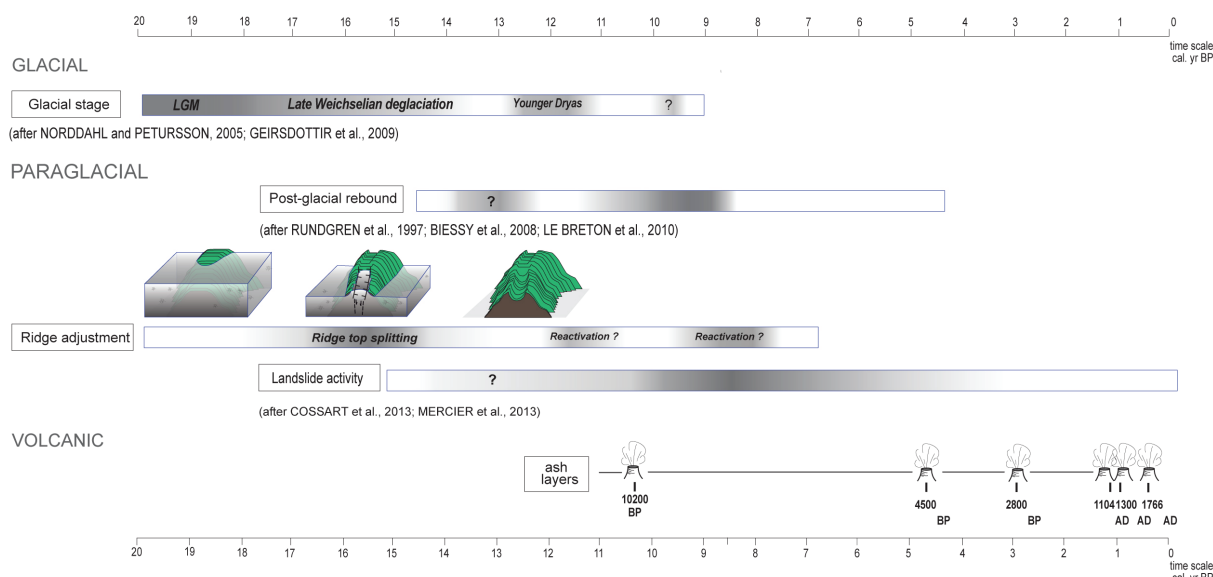 20 19 18 17 16 15 14 13 12 11 10 9 8 7 6 5 4 3 2 1 0
time scale
cal. yr BP
GLACIAL
Glacial stage
LGM Late Weichselian deglaciation Younger Dryas ?
(after NORDDAHL and PETURSSON, 2005; GEIRSDOTTIR et al., 2009)
PARAGLACIAL
Post-glacial rebound
?
(after RUNDGREN et al., 1997; BIESSY et al., 2008; LE BRETON et al., 2010)
Ridge adjustment
Ridge top splitting Reactivation ? Reactivation ?
Landslide activity
?
(after COSSART et al., 2013; MERCIER et al., 2013)
VOLCANIC
ash
layers
10200 4500 2800 1104 1300 1766
BP BP BP AD AD AD
20 19 18 17 16 15 14 13 12 11 10 9 8 7 6 5 4 3 2 1 0
time scale
cal. yr BP